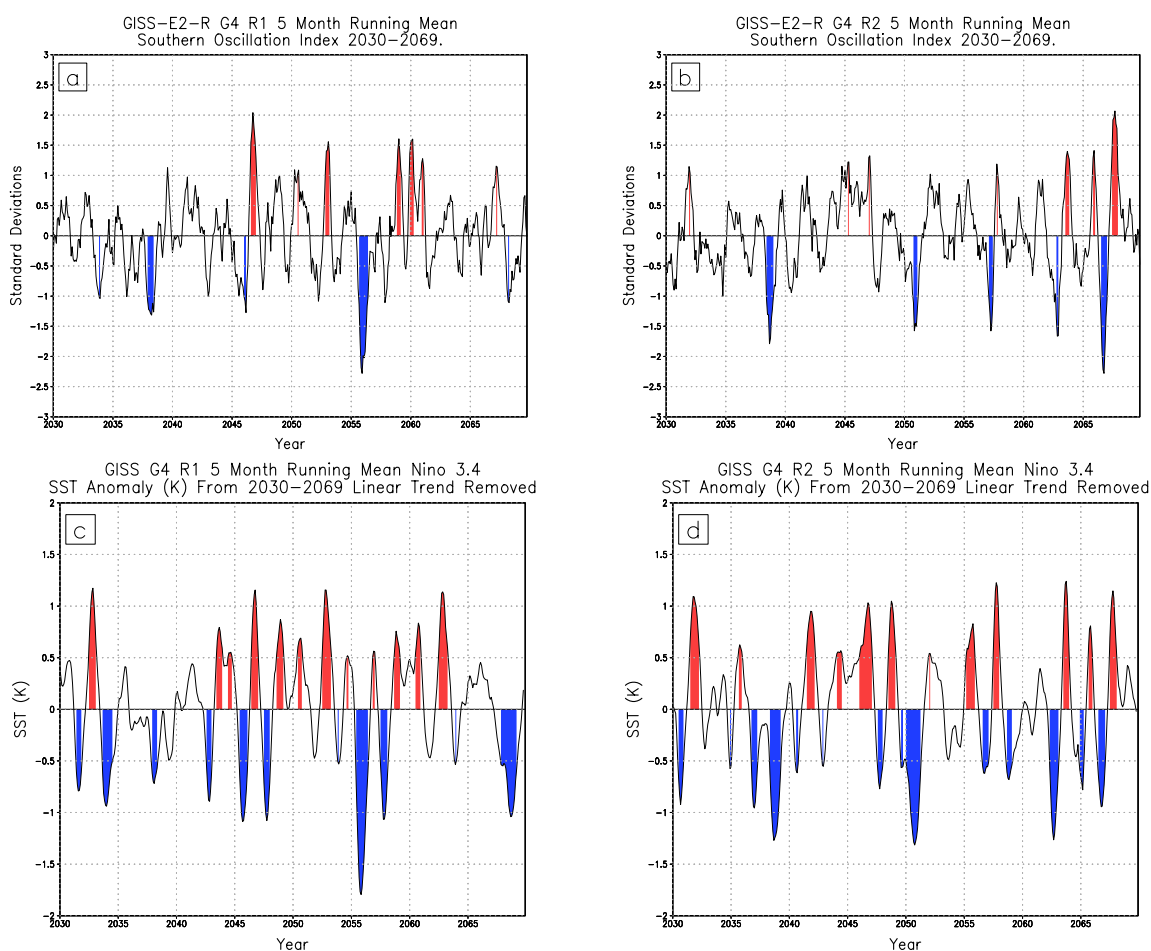 GISS-E2-R G4 R1 5 Month Running Mean
Southern Oscillation Index 2030-2069.
a
3
2.5
2
1.5
1
0.5
0
-0.5
-1
-1.5
-2
-2.5
-3
Standard Deviations
2030 2035 2040 2045 2050 2055 2060 2065
Year
GISS-E2-R G4 R2 5 Month Running Mean
Southern Oscillation Index 2030-2069.
b
3
2.5
2
1.5
1
0.5
0
-0.5
-1
-1.5
-2
-2.5
-3
Standard Deviations
2030 2035 2040 2045 2050 2055 2060 2065
Year
GISS G4 R1 5 Month Running Mean Nino 3.4
SST Anomaly (K) From 2030-2069 Linear Trend Removed
c
2
1.5
1
0.5
0
-0.5
-1
-1.5
-2
SST (K)
2030 2035 2040 2045 2050 2055 2060 2065
Year
GISS G4 R2 5 Month Running Mean Nino 3.4
SST Anomaly (K) From 2030-2069 Linear Trend Removed
d
2
1.5
1
0.5
0
-0.5
-1
-1.5
-2
SST (K)
2030 2035 2040 2045 2050 2055 2060 2065
Year